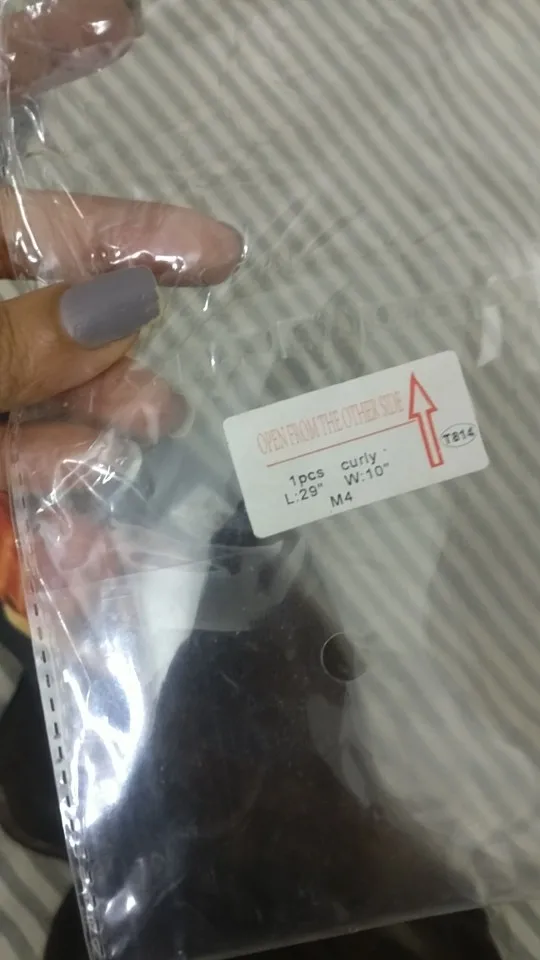 OPEN FROM THE OTHER SIDE
T814
1pcs curly
L:29" W:10"
M4